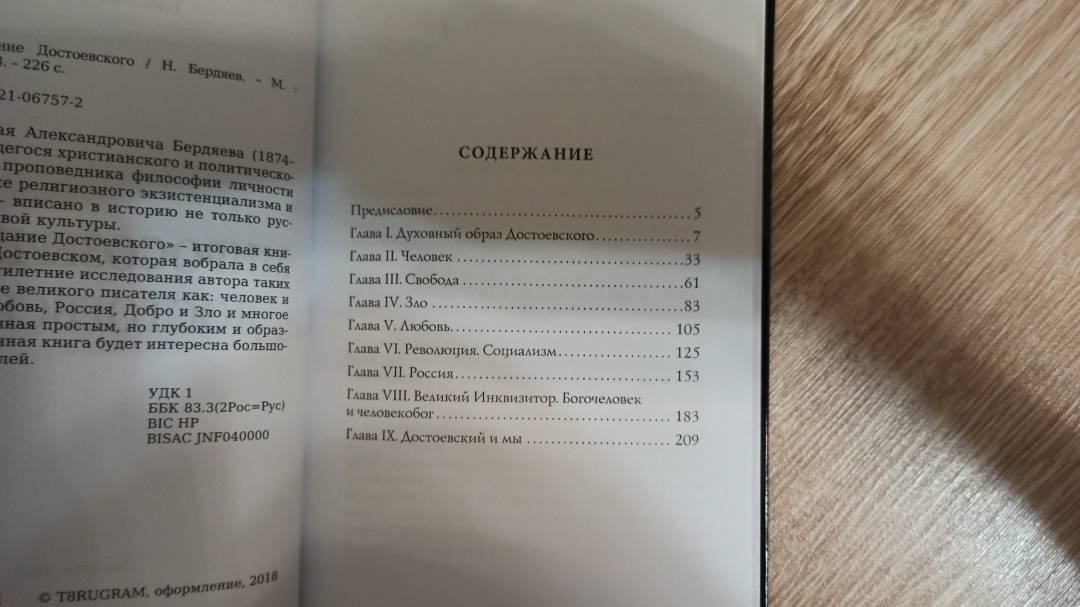 ние Достоевского / Н. Бердяев. – М. :
. – 226 с.
21-06757-2
ая Александровича Бердяева (1874–
щегося христианского и политическо-
проповедника философии личности
ке религиозного экзистенциализма и
– вписано в историю не только рус-
вой культуры.
дание Достоевского» – итоговая кни-
Достоевском, которая вобрала в себя
тилетние исследования автора таких
е великого писателя как: человек и
юбовь, Россия, Добро и Зло и многое
нная простым, но глубоким и образ-
нная книга будет интересна большо-
лей.
УДК 1
ББК 83.3(2Рос=Рус)
BIC HP
BISAC JNF040000
© T8RUGRAM, оформление, 2018
СОДЕРЖАНИЕ
Предисловие 5
Глава I. Духовный образ Достоевского 7
Глава II. Человек 33
Глава III. Свобода 61
Глава IV. Зло 83
Глава V. Любовь 105
Глава VI. Революция. Социализм 125
Глава VII. Россия 153
Глава VIII. Великий Инквизитор. Богочеловек
и человекобог 183
Глава IX. Достоевский и мы 209